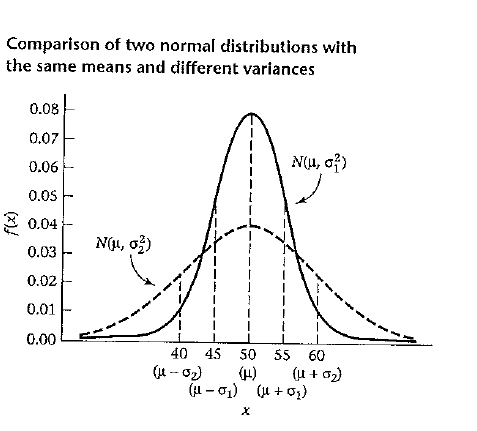 Comparison of two normal distributions with
the same means and different variances
0.08
0.07
0.06
0.05
0.04
0.03
0.02
0.01
0.00
f(x)
N(μ, σ₁²)
N(μ, σ₂²)
40 45 50 55 60
(μ − σ₂) (μ) (μ + σ₂)
(μ − σ₁) (μ + σ₁)
x